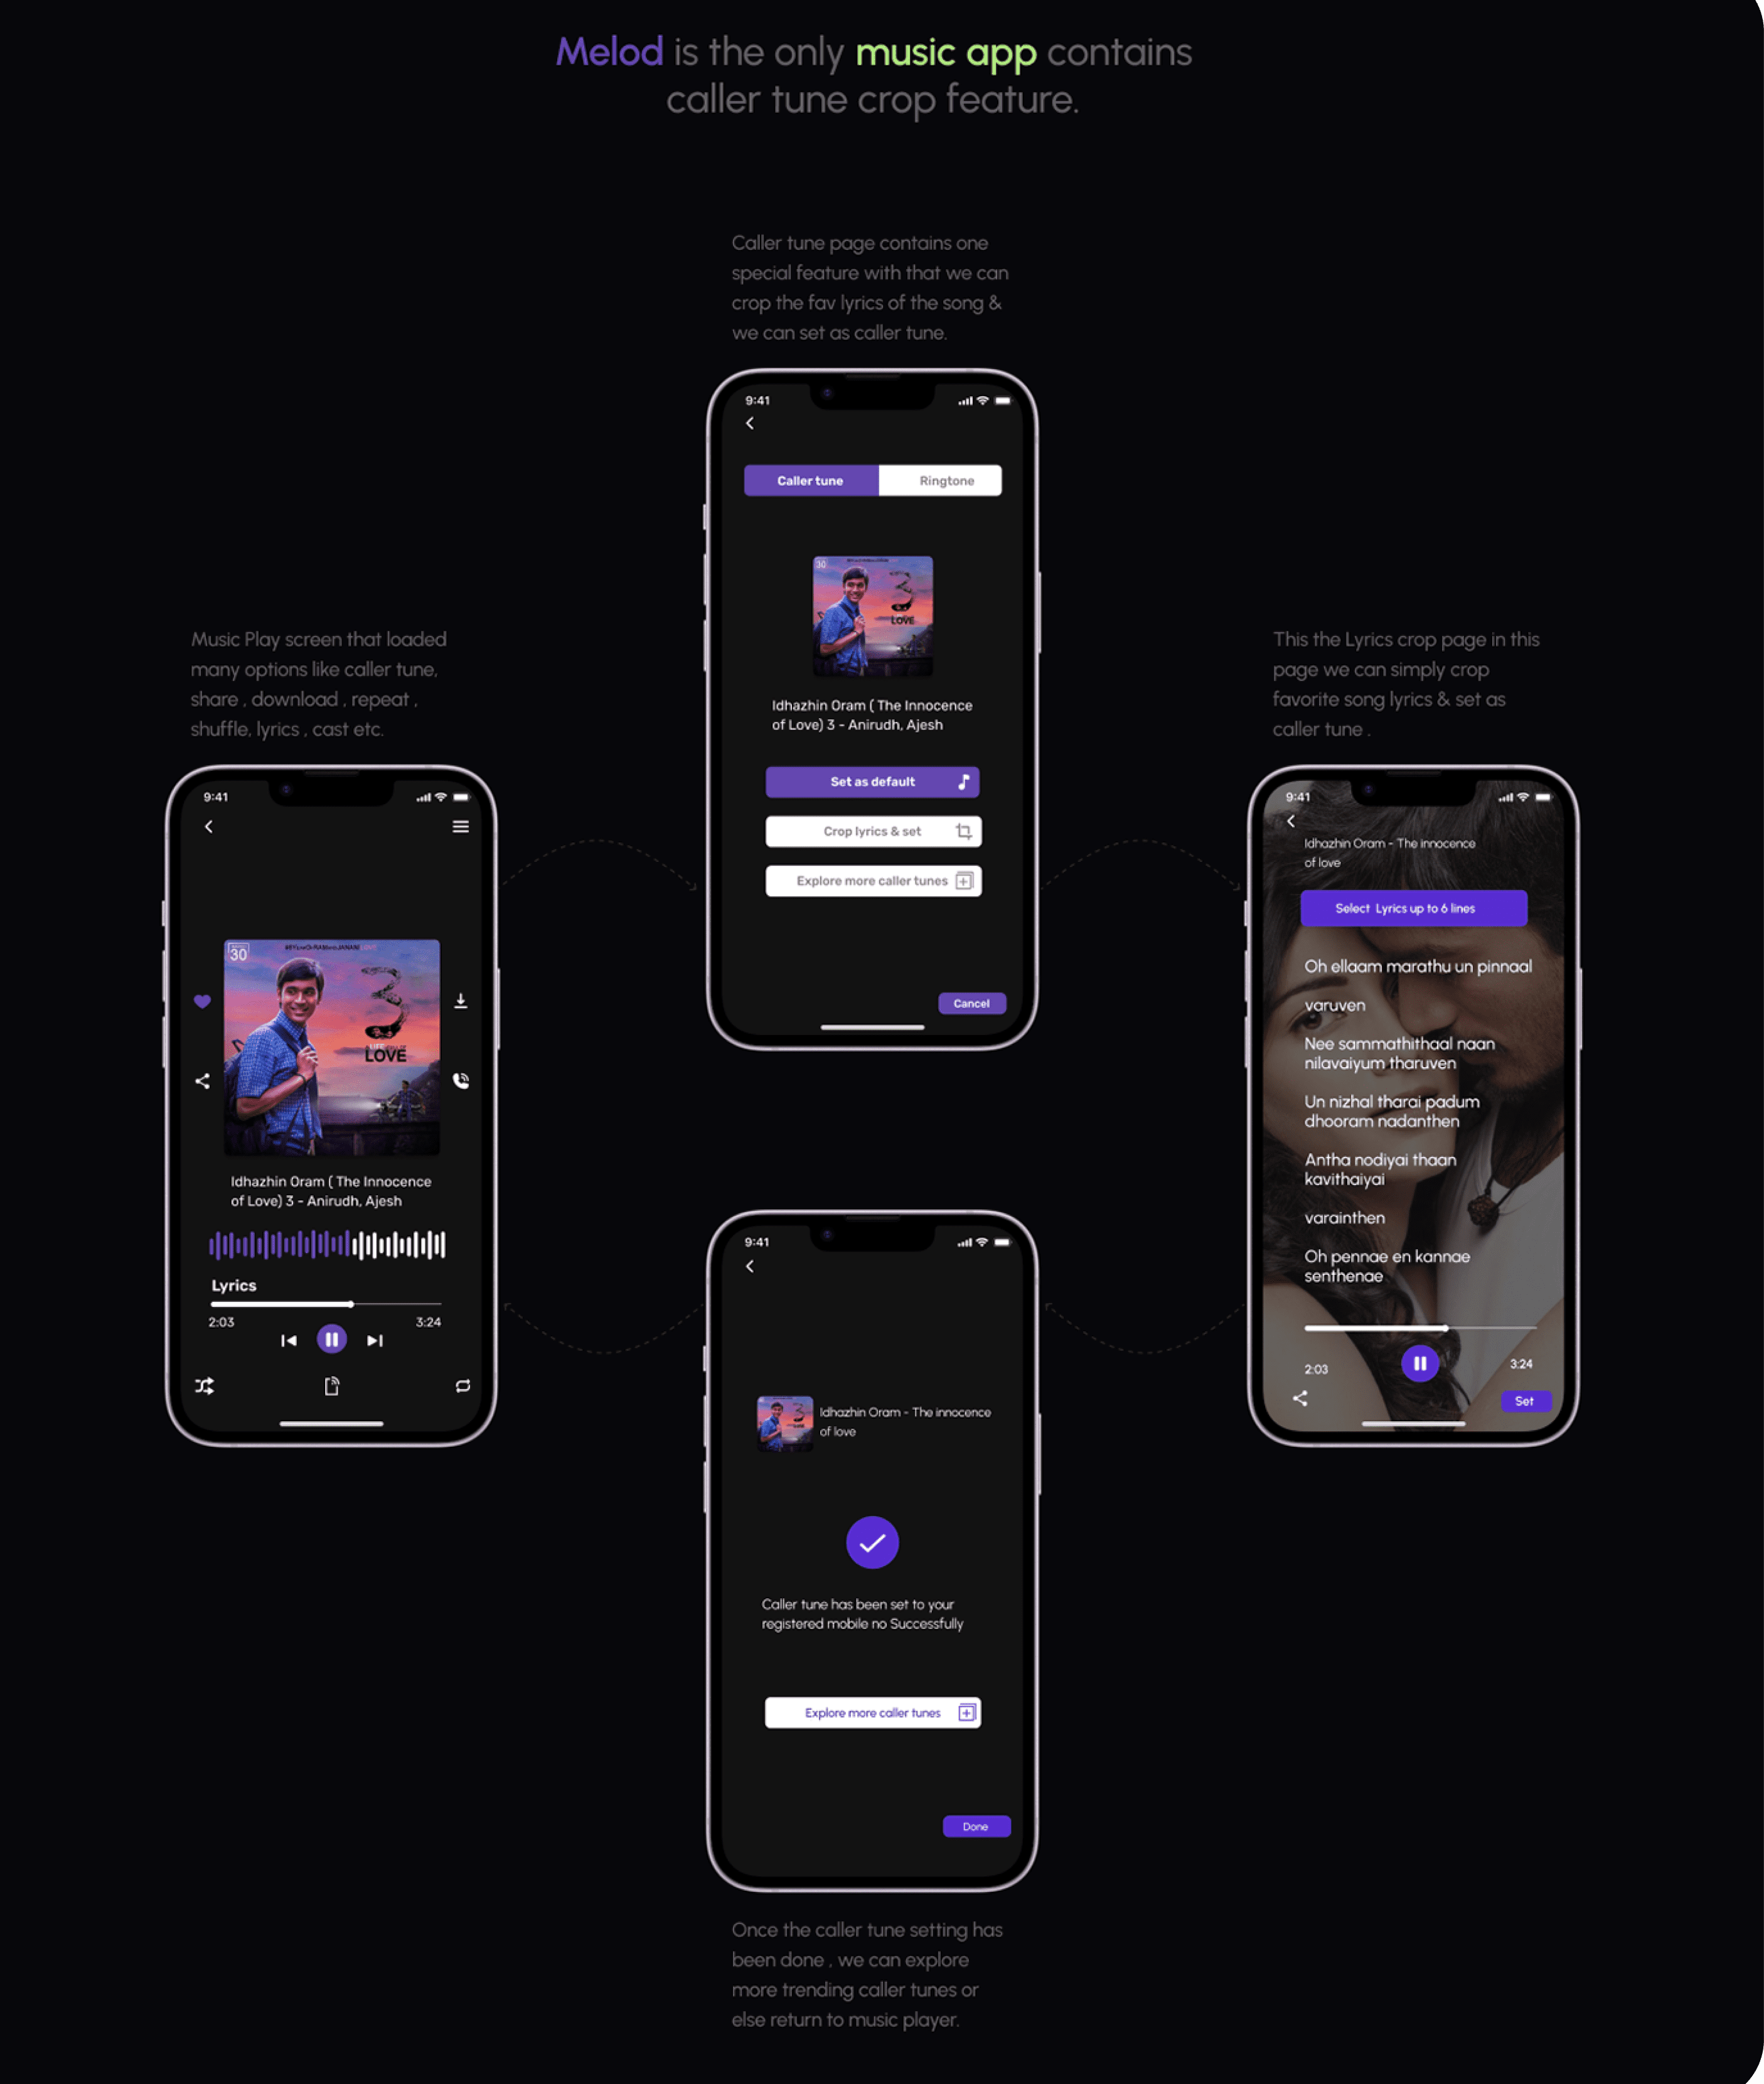 Melod is the only music app contains
caller tune crop feature.
Caller tune page contains one
special feature with that we can
crop the fav lyrics of the song &
we can set as caller tune.
9:41
Caller tune
Ringtone
30
3
LOVE
Idhazhin Oram ( The Innocence
of Love) 3 - Anirudh, Ajesh
Set as default
Crop lyrics & set
Explore more caller tunes
Cancel
Music Play screen that loaded
many options like caller tune,
share , download , repeat ,
shuffle, lyrics , cast etc.
9:41
30
3
LOVE
Idhazhin Oram ( The Innocence
of Love) 3 - Anirudh, Ajesh
Lyrics
2:03
3:24
This the Lyrics crop page in this
page we can simply crop
favorite song lyrics & set as
caller tune .
9:41
Idhazhin Oram - The innocence
of love
Select Lyrics up to 6 lines
Oh ellaam marathu un pinnaal
varuven
Nee sammathithaal naan
nilavaiyum tharuven
Un nizhal tharai padum
dhooram nadanthen
Antha nodiyai thaan
kavithaiyai
varainthen
Oh pennae en kannae
senthenae
2:03
3:24
Set
9:41
3
Idhazhin Oram - The innocence
of love
Caller tune has been set to your
registered mobile no Successfully
Explore more caller tunes
Done
Once the caller tune setting has
been done , we can explore
more trending caller tunes or
else return to music player.